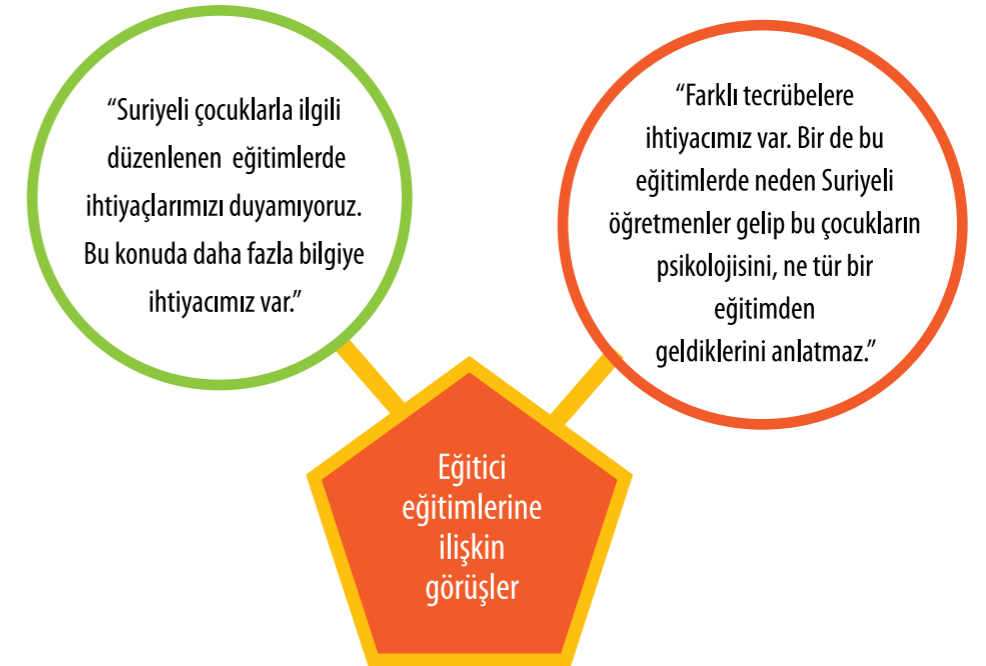 “Suriyeli çocuklarla ilgili
düzenlenen eğitimlerde
ihtiyaçlarımızı duyamıyoruz.
Bu konuda daha fazla bilgiye
ihtiyacımız var.”
“Farklı tecrübelere
ihtiyacımız var. Bir de bu
eğitimlerde neden Suriyeli
öğretmenler gelip bu çocukların
psikolojisini, ne tür bir
eğitimden
geldiklerini anlatmaz.”
Eğitici
eğitimlerine
ilişkin
görüşler